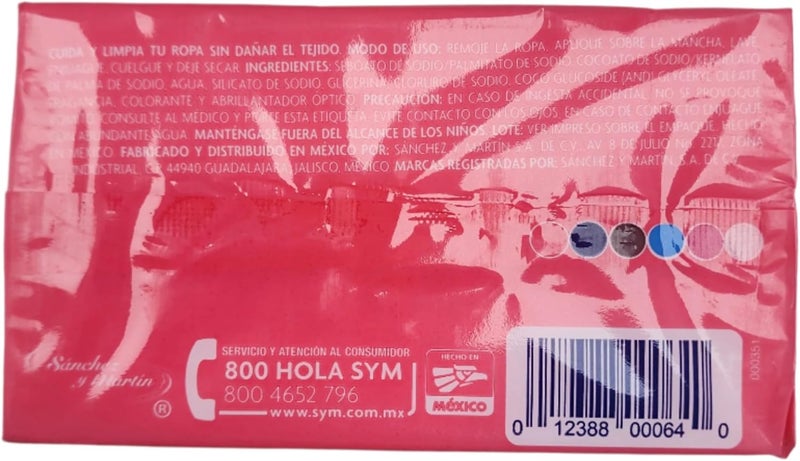 CUIDA Y LIMPIA TU ROPA SIN DAÑAR EL TEJIDO. MODO DE USO: REMOJE LA ROPA, APLIQUE SOBRE LA MANCHA, LAVE,
ENJUAGUE, CUELGUE Y DEJE SECAR. INGREDIENTES: SEBOATO DE SODIO/PALMITATO DE SODIO, COCOATO DE SODIO/KERNELATO
DE PALMA DE SODIO, AGUA, SILICATO DE SODIO, GLICERINA, CLORURO DE SODIO, COCO GLUCOSIDE (AND) GLYCERYL OLEATE
FRAGANCIA, COLORANTE Y ABRILLANTADOR ÓPTICO. PRECAUCIÓN: EN CASO DE INGESTA ACCIDENTAL, NO SE PROVOQUE
VÓMITO CONSULTE AL MÉDICO Y PRESENTE ESTA ETIQUETA. EVITE CONTACTO CON LOS OJOS, EN CASO DE CONTACTO ENJUAGUE
CON ABUNDANTE AGUA. MANTÉNGASE FUERA DEL ALCANCE DE LOS NIÑOS. LOTE: VER IMPRESO SOBRE EL EMPAQUE. HECHO
EN MÉXICO FABRICADO Y DISTRIBUIDO EN MÉXICO POR: SÁNCHEZ Y MARTÍN, S.A. DE C.V., AV 8 DE JULIO No. 2212, ZONA
INDUSTRIAL, C.P. 44940 GUADALAJARA, JALISCO, MÉXICO. MARCAS REGISTRADAS POR: SÁNCHEZ Y MARTÍN, S.A. DE C.V.
Sánchez
y Martín
®
SERVICIO Y ATENCIÓN AL CONSUMIDOR
800 HOLA SYM
800 4652 796
www.sym.com.mx
HECHO EN
MÉXICO
000351
0 12388 00064 0